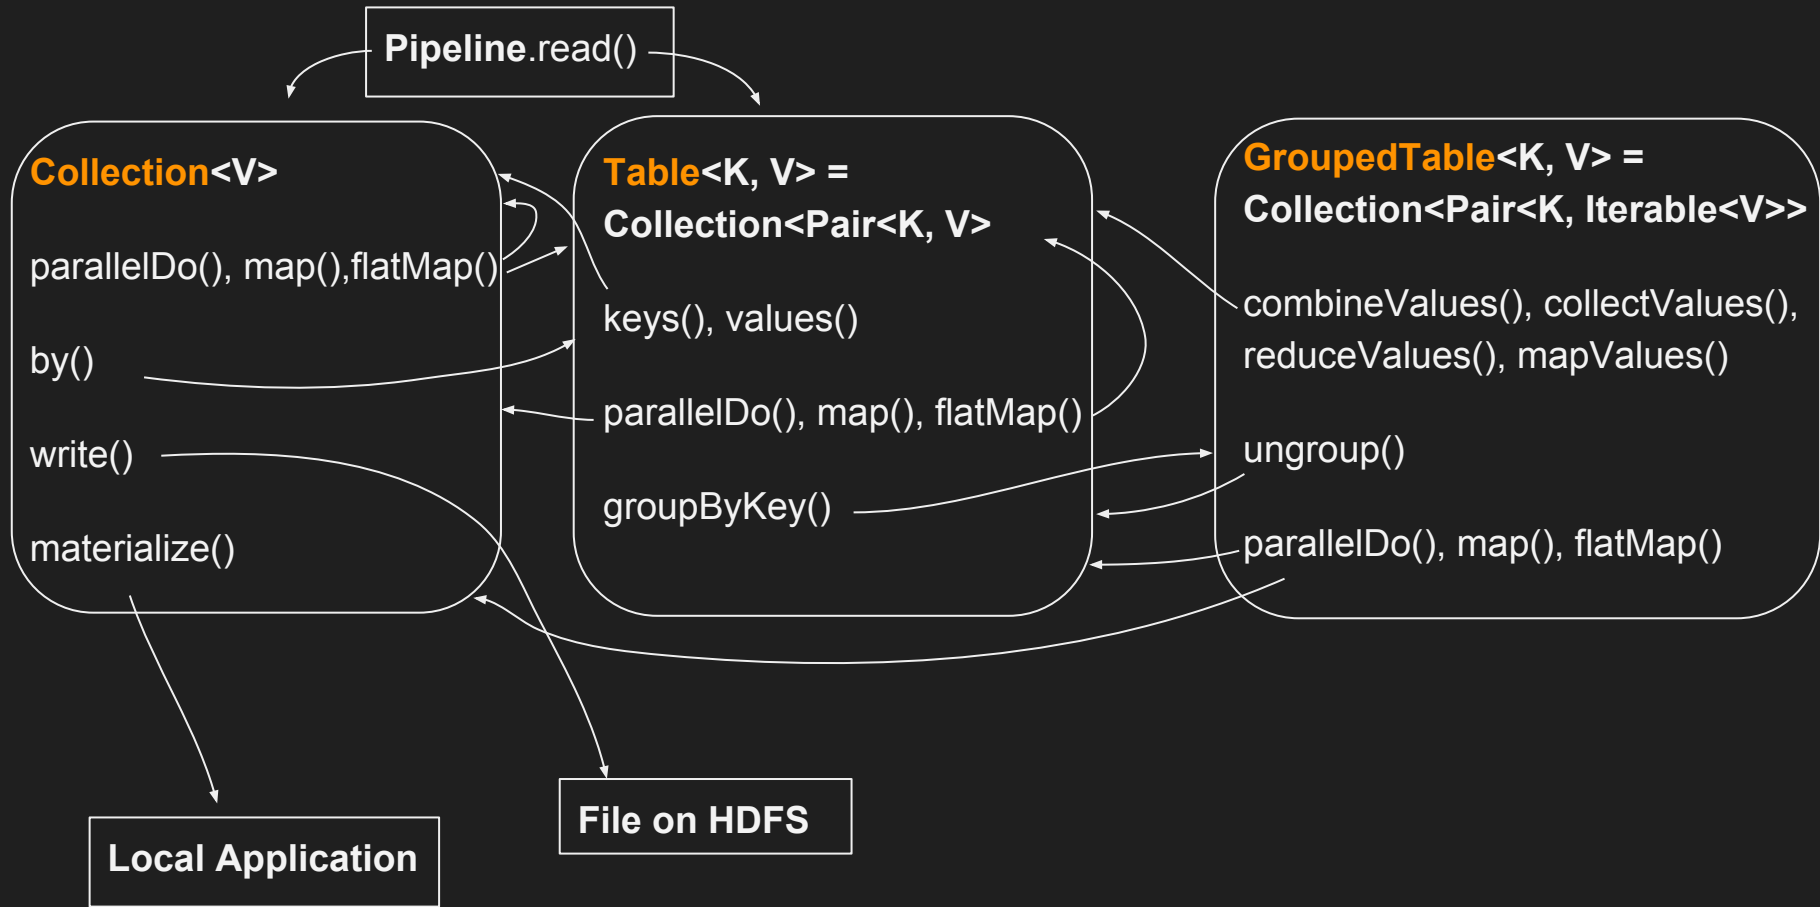 Pipeline.read()
Collection<V>
parallelDo(), map(),flatMap()
by()
write()
materialize()
Table<K, V> =
Collection<Pair<K, V>
keys(), values()
parallelDo(), map(), flatMap()
groupByKey()
GroupedTable<K, V> =
Collection<Pair<K, Iterable<V>>
combineValues(), collectValues(),
reduceValues(), mapValues()
ungroup()
parallelDo(), map(), flatMap()
File on HDFS
Local Application